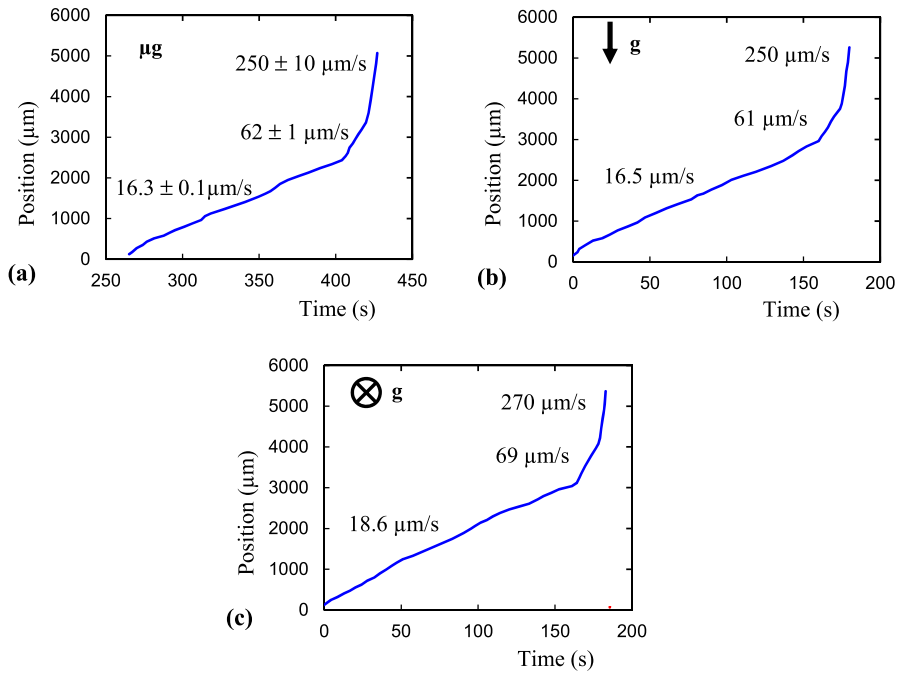 6000
5000
4000
3000
2000
1000
0
Position (µm)
µg
250 ± 10 µm/s
62 ± 1 µm/s
16.3 ± 0.1µm/s
250
300
350
400
450
Time (s)
(a)
6000
5000
4000
3000
2000
1000
0
Position (µm)
g
250 µm/s
61 µm/s
16.5 µm/s
0
50
100
150
200
Time (s)
(b)
6000
5000
4000
3000
2000
1000
0
Position (µm)
g
270 µm/s
69 µm/s
18.6 µm/s
0
50
100
150
200
Time (s)
(c)